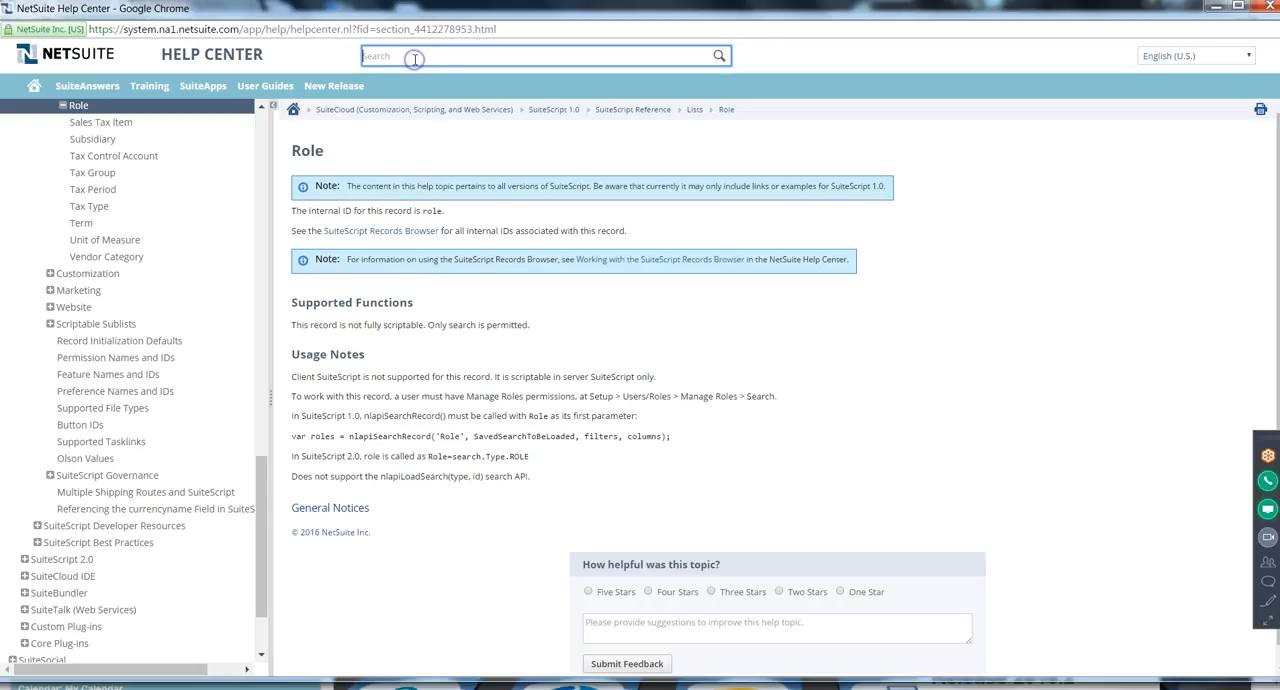 NetSuite Help Center - Google Chrome
NetSuite Inc. [US] https://system.na1.netsuite.com/app/help/helpcenter.nl?fid=section_4412278953.html
NETSUITE HELP CENTER Search English (U.S.)
SuiteAnswers Training SuiteApps User Guides New Release
Role
Sales Tax Item
Subsidiary
Tax Control Account
Tax Group
Tax Period
Tax Type
Term
Unit of Measure
Vendor Category
Customization
Marketing
Website
Scriptable Sublists
Record Initialization Defaults
Permission Names and IDs
Feature Names and IDs
Preference Names and IDs
Supported File Types
Button IDs
Supported Tasklinks
Olson Values
SuiteScript Governance
Multiple Shipping Routes and SuiteScript
Referencing the currencyname Field in SuiteS
SuiteScript Developer Resources
SuiteScript Best Practices
SuiteScript 2.0
SuiteCloud IDE
SuiteBundler
SuiteTalk (Web Services)
Custom Plug-ins
Core Plug-ins
SuiteSocial
» SuiteCloud (Customization, Scripting, and Web Services) » SuiteScript 1.0 » SuiteScript Reference » Lists » Role
Role
Note: The content in this help topic pertains to all versions of SuiteScript. Be aware that currently it may only include links or examples for SuiteScript 1.0.
The internal ID for this record is role.
See the SuiteScript Records Browser for all internal IDs associated with this record.
Note: For information on using the SuiteScript Records Browser, see Working with the SuiteScript Records Browser in the NetSuite Help Center.
Supported Functions
This record is not fully scriptable. Only search is permitted.
Usage Notes
Client SuiteScript is not supported for this record. It is scriptable in server SuiteScript only.
To work with this record, a user must have Manage Roles permissions, at Setup > Users/Roles > Manage Roles > Search.
In SuiteScript 1.0, nlapiSearchRecord() must be called with Role as its first parameter:
var roles = nlapiSearchRecord('Role', SavedSearchToBeLoaded, filters, columns);
In SuiteScript 2.0, role is called as Role=search.Type.ROLE
Does not support the nlapiLoadSearch(type, id) search API.
General Notices
© 2016 NetSuite Inc.
How helpful was this topic?
Five Stars Four Stars Three Stars Two Stars One Star
Please provide suggestions to improve this help topic.
Submit Feedback